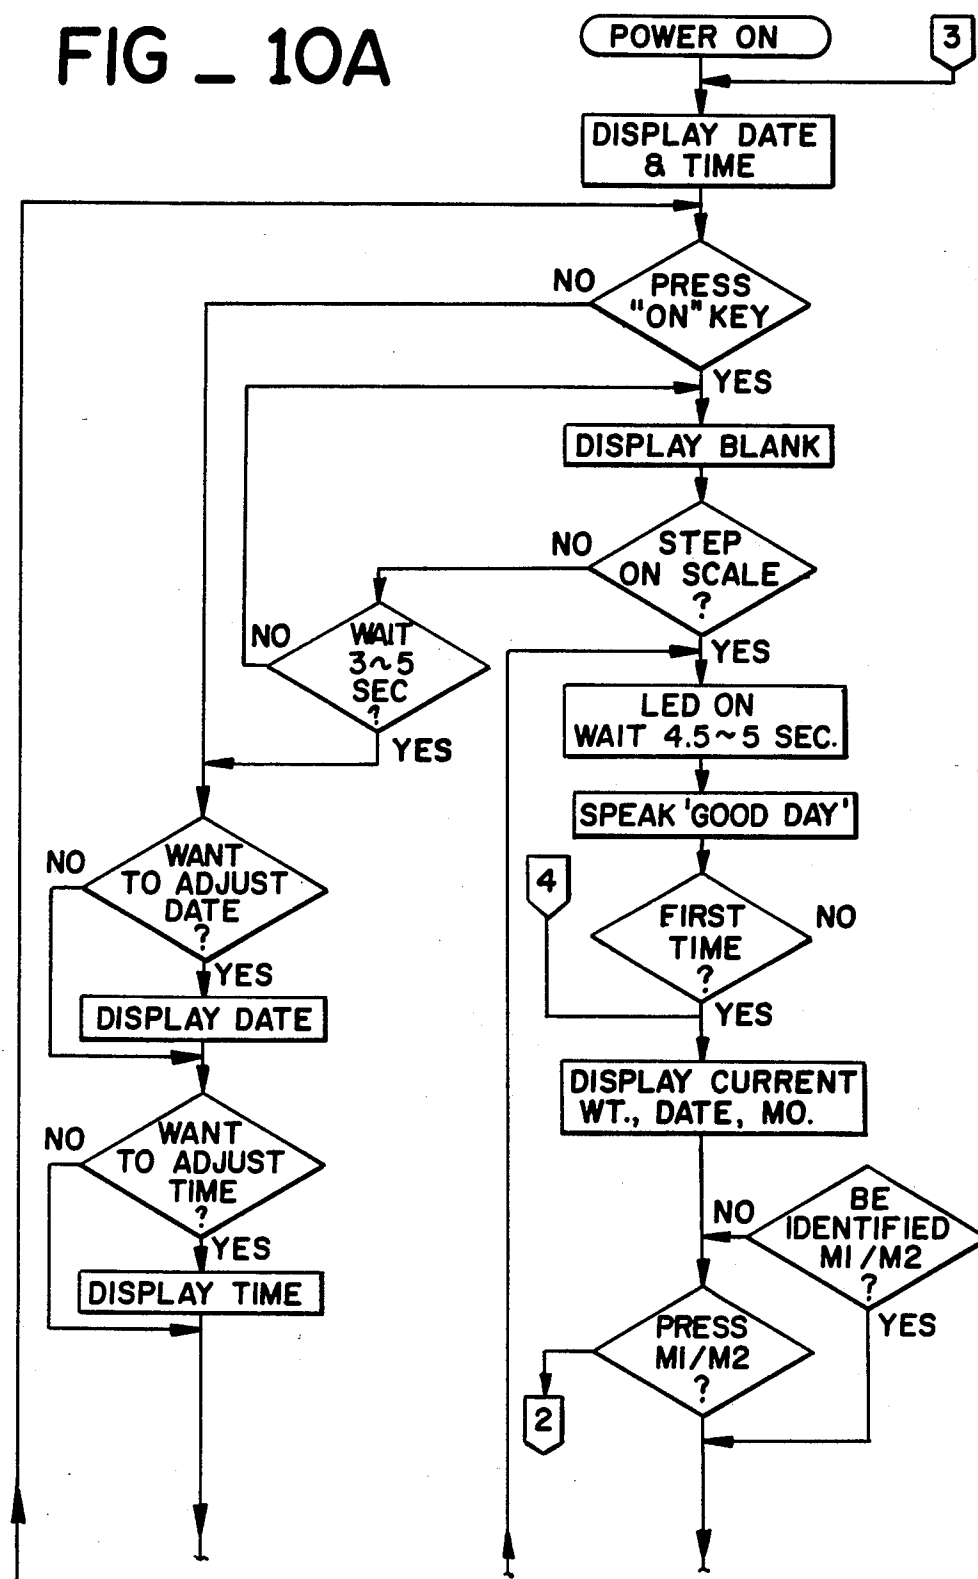 FIG _ 10A
POWER ON
3
DISPLAY DATE
& TIME
PRESS
"ON" KEY
NO
YES
DISPLAY BLANK
STEP
ON SCALE
?
NO
YES
WAIT
3~5
SEC
?
NO
YES
LED ON
WAIT 4.5~5 SEC.
SPEAK 'GOOD DAY'
4
FIRST
TIME
?
NO
YES
WANT
TO ADJUST
DATE
?
NO
YES
DISPLAY DATE
DISPLAY CURRENT
WT., DATE, MO.
WANT
TO ADJUST
TIME
?
NO
YES
DISPLAY TIME
BE
IDENTIFIED
M1/M2
?
NO
YES
PRESS
M1/M2
?
2